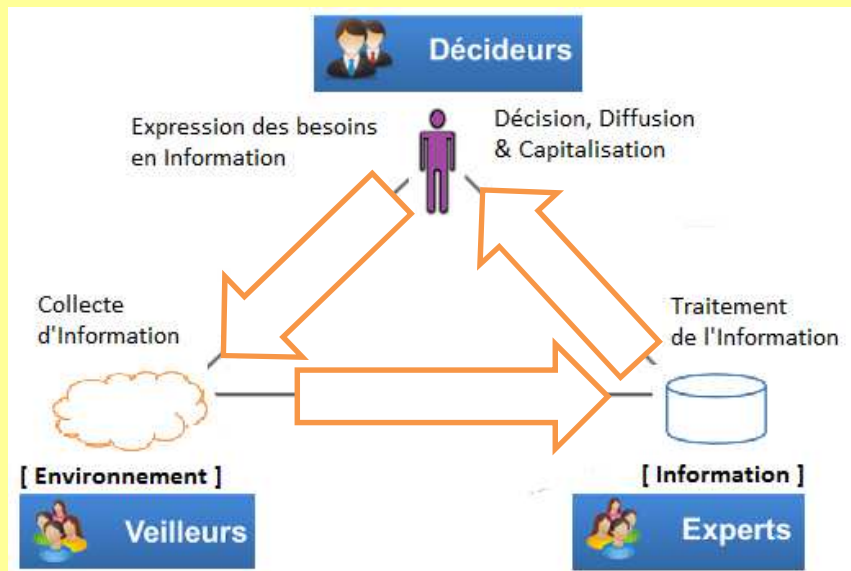 Décideurs
Expression des besoins
en Information
Décision, Diffusion
& Capitalisation
Collecte
d'Information
Traitement
de l'Information
[ Environnement ]
[ Information ]
Veilleurs
Experts